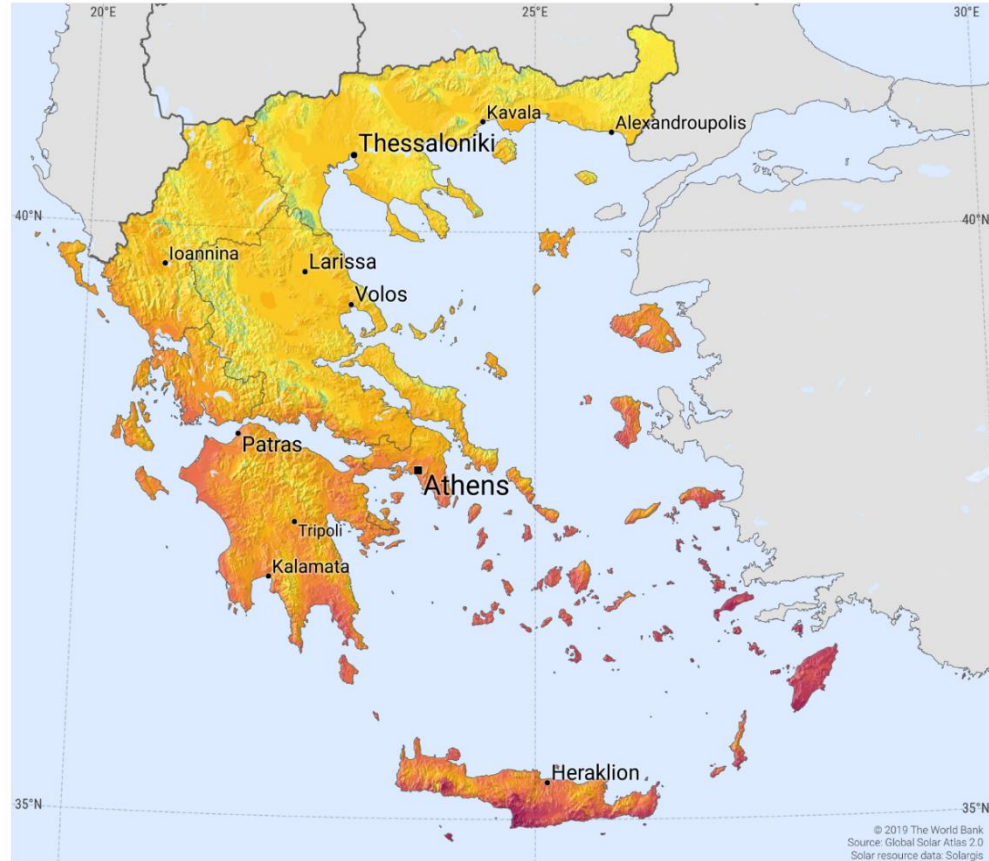 20°E
25°E
30°E
Kavala
Alexandroupolis
Thessaloniki
40°N
40°N
Ioannina
Larissa
Volos
Patras
Athens
Tripoli
Kalamata
Heraklion
35°N
35°N
© 2019 The World Bank
Source: Global Solar Atlas 2.0
Solar resource data: Solargis